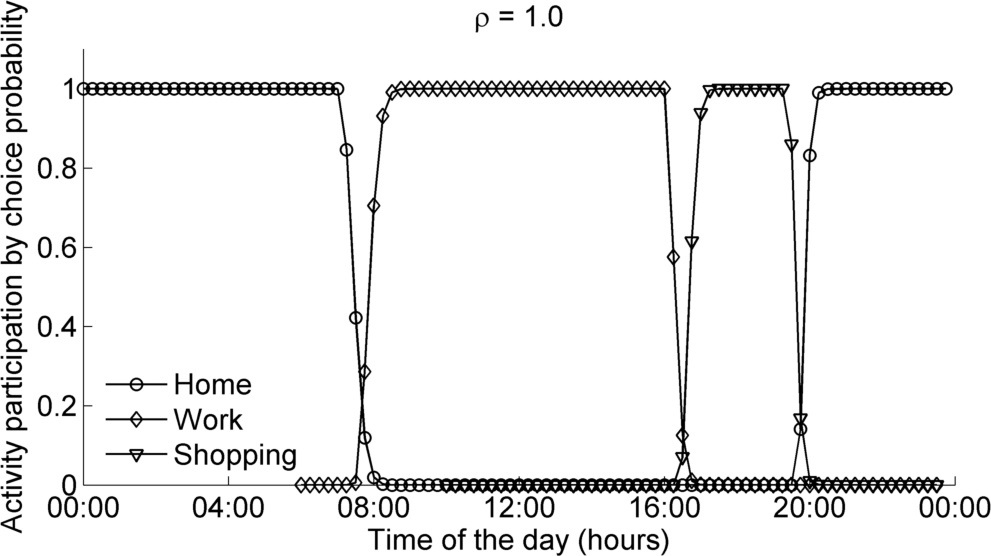 ρ = 1.0
Activity participation by choice probability
1
0.8
0.6
0.4
0.2
0
Home
Work
Shopping
00:00 04:00 08:00 12:00 16:00 20:00 00:00
Time of the day (hours)